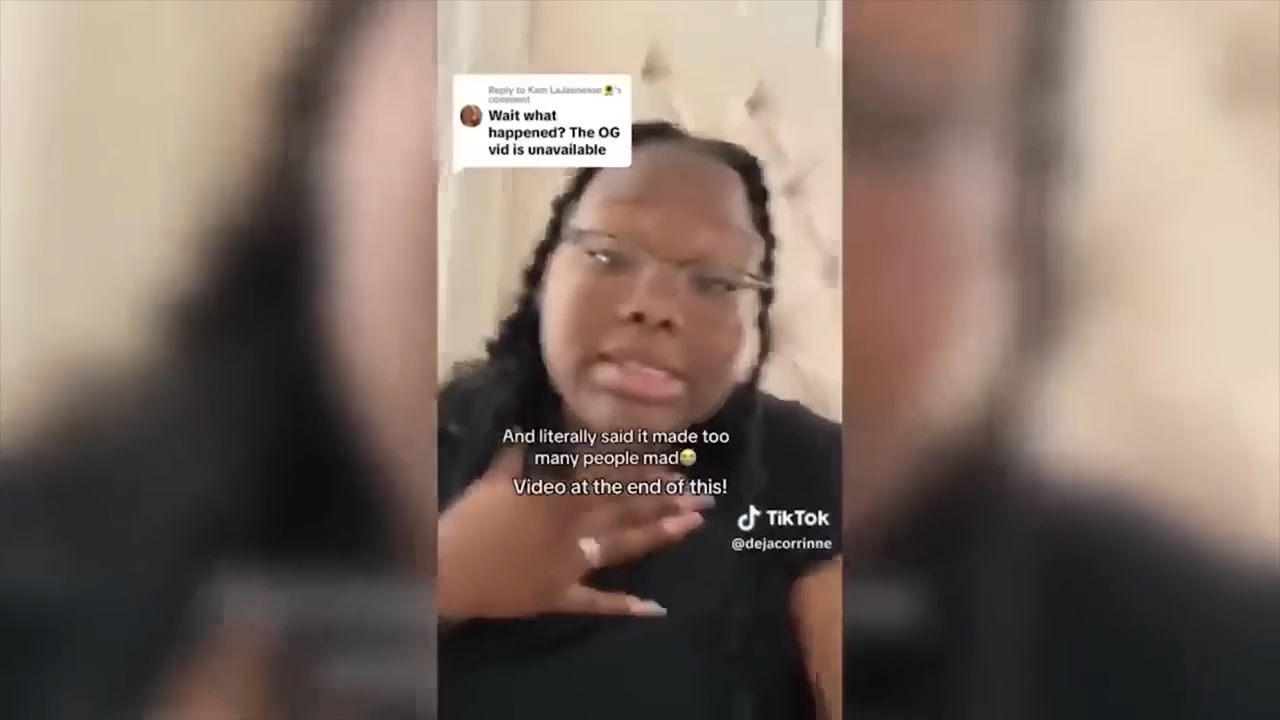 Reply to Kam LaJaunesse🌻's
comment
Wait what
happened? The OG
vid is unavailable
And literally said it made too
many people mad😭
Video at the end of this!
TikTok
@dejacorrinne